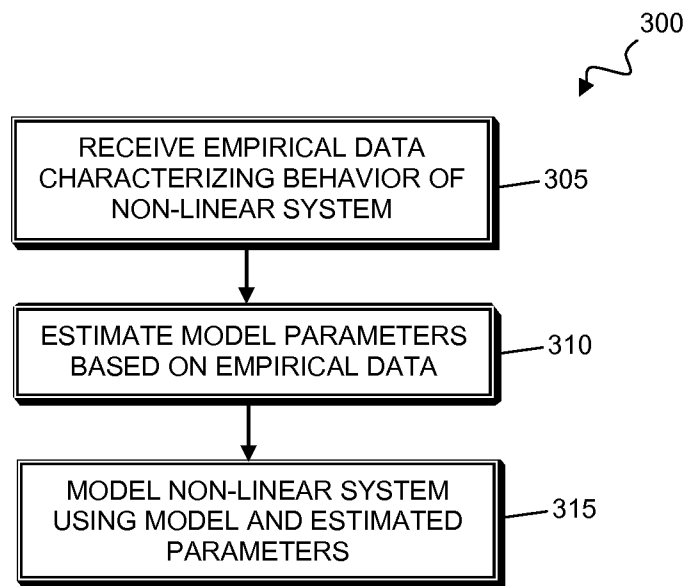 300
RECEIVE EMPIRICAL DATA
CHARACTERIZING BEHAVIOR OF
NON-LINEAR SYSTEM
305
ESTIMATE MODEL PARAMETERS
BASED ON EMPIRICAL DATA
310
MODEL NON-LINEAR SYSTEM
USING MODEL AND ESTIMATED
PARAMETERS
315